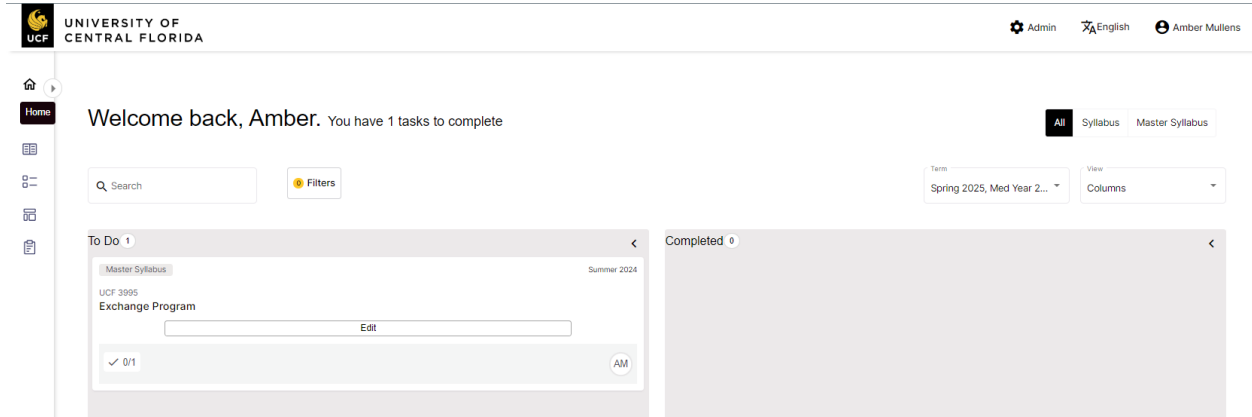 UCF
UNIVERSITY OF
CENTRAL FLORIDA
Admin
English
Amber Mullens
Home
Welcome back, Amber. You have 1 tasks to complete
All
Syllabus
Master Syllabus
Search
0 Filters
Term
Spring 2025, Med Year 2...
View
Columns
To Do 1
Master Syllabus
Summer 2024
UCF 3995
Exchange Program
Edit
0/1
AM
Completed 0